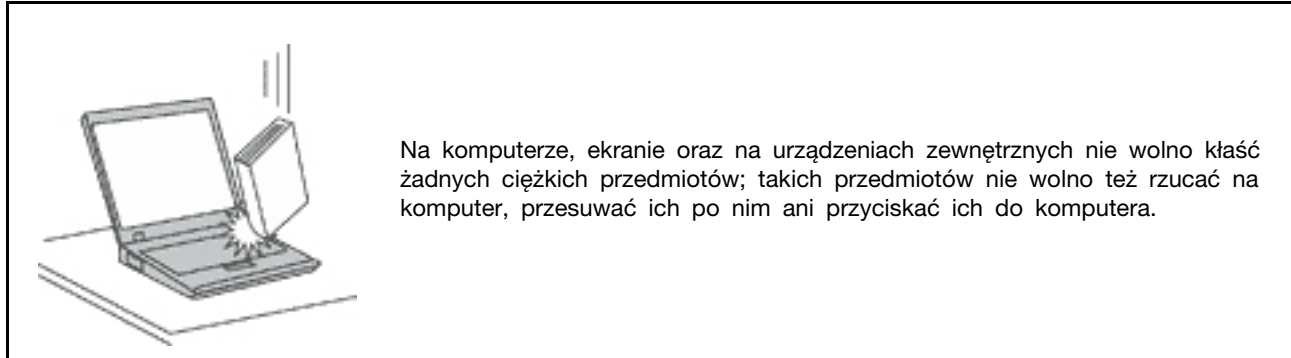 Na komputerze, ekranie oraz na urządzeniach zewnętrznych nie wolno kłaść
żadnych ciężkich przedmiotów; takich przedmiotów nie wolno też rzucać na
komputer, przesuwać ich po nim ani przyciskać ich do komputera.